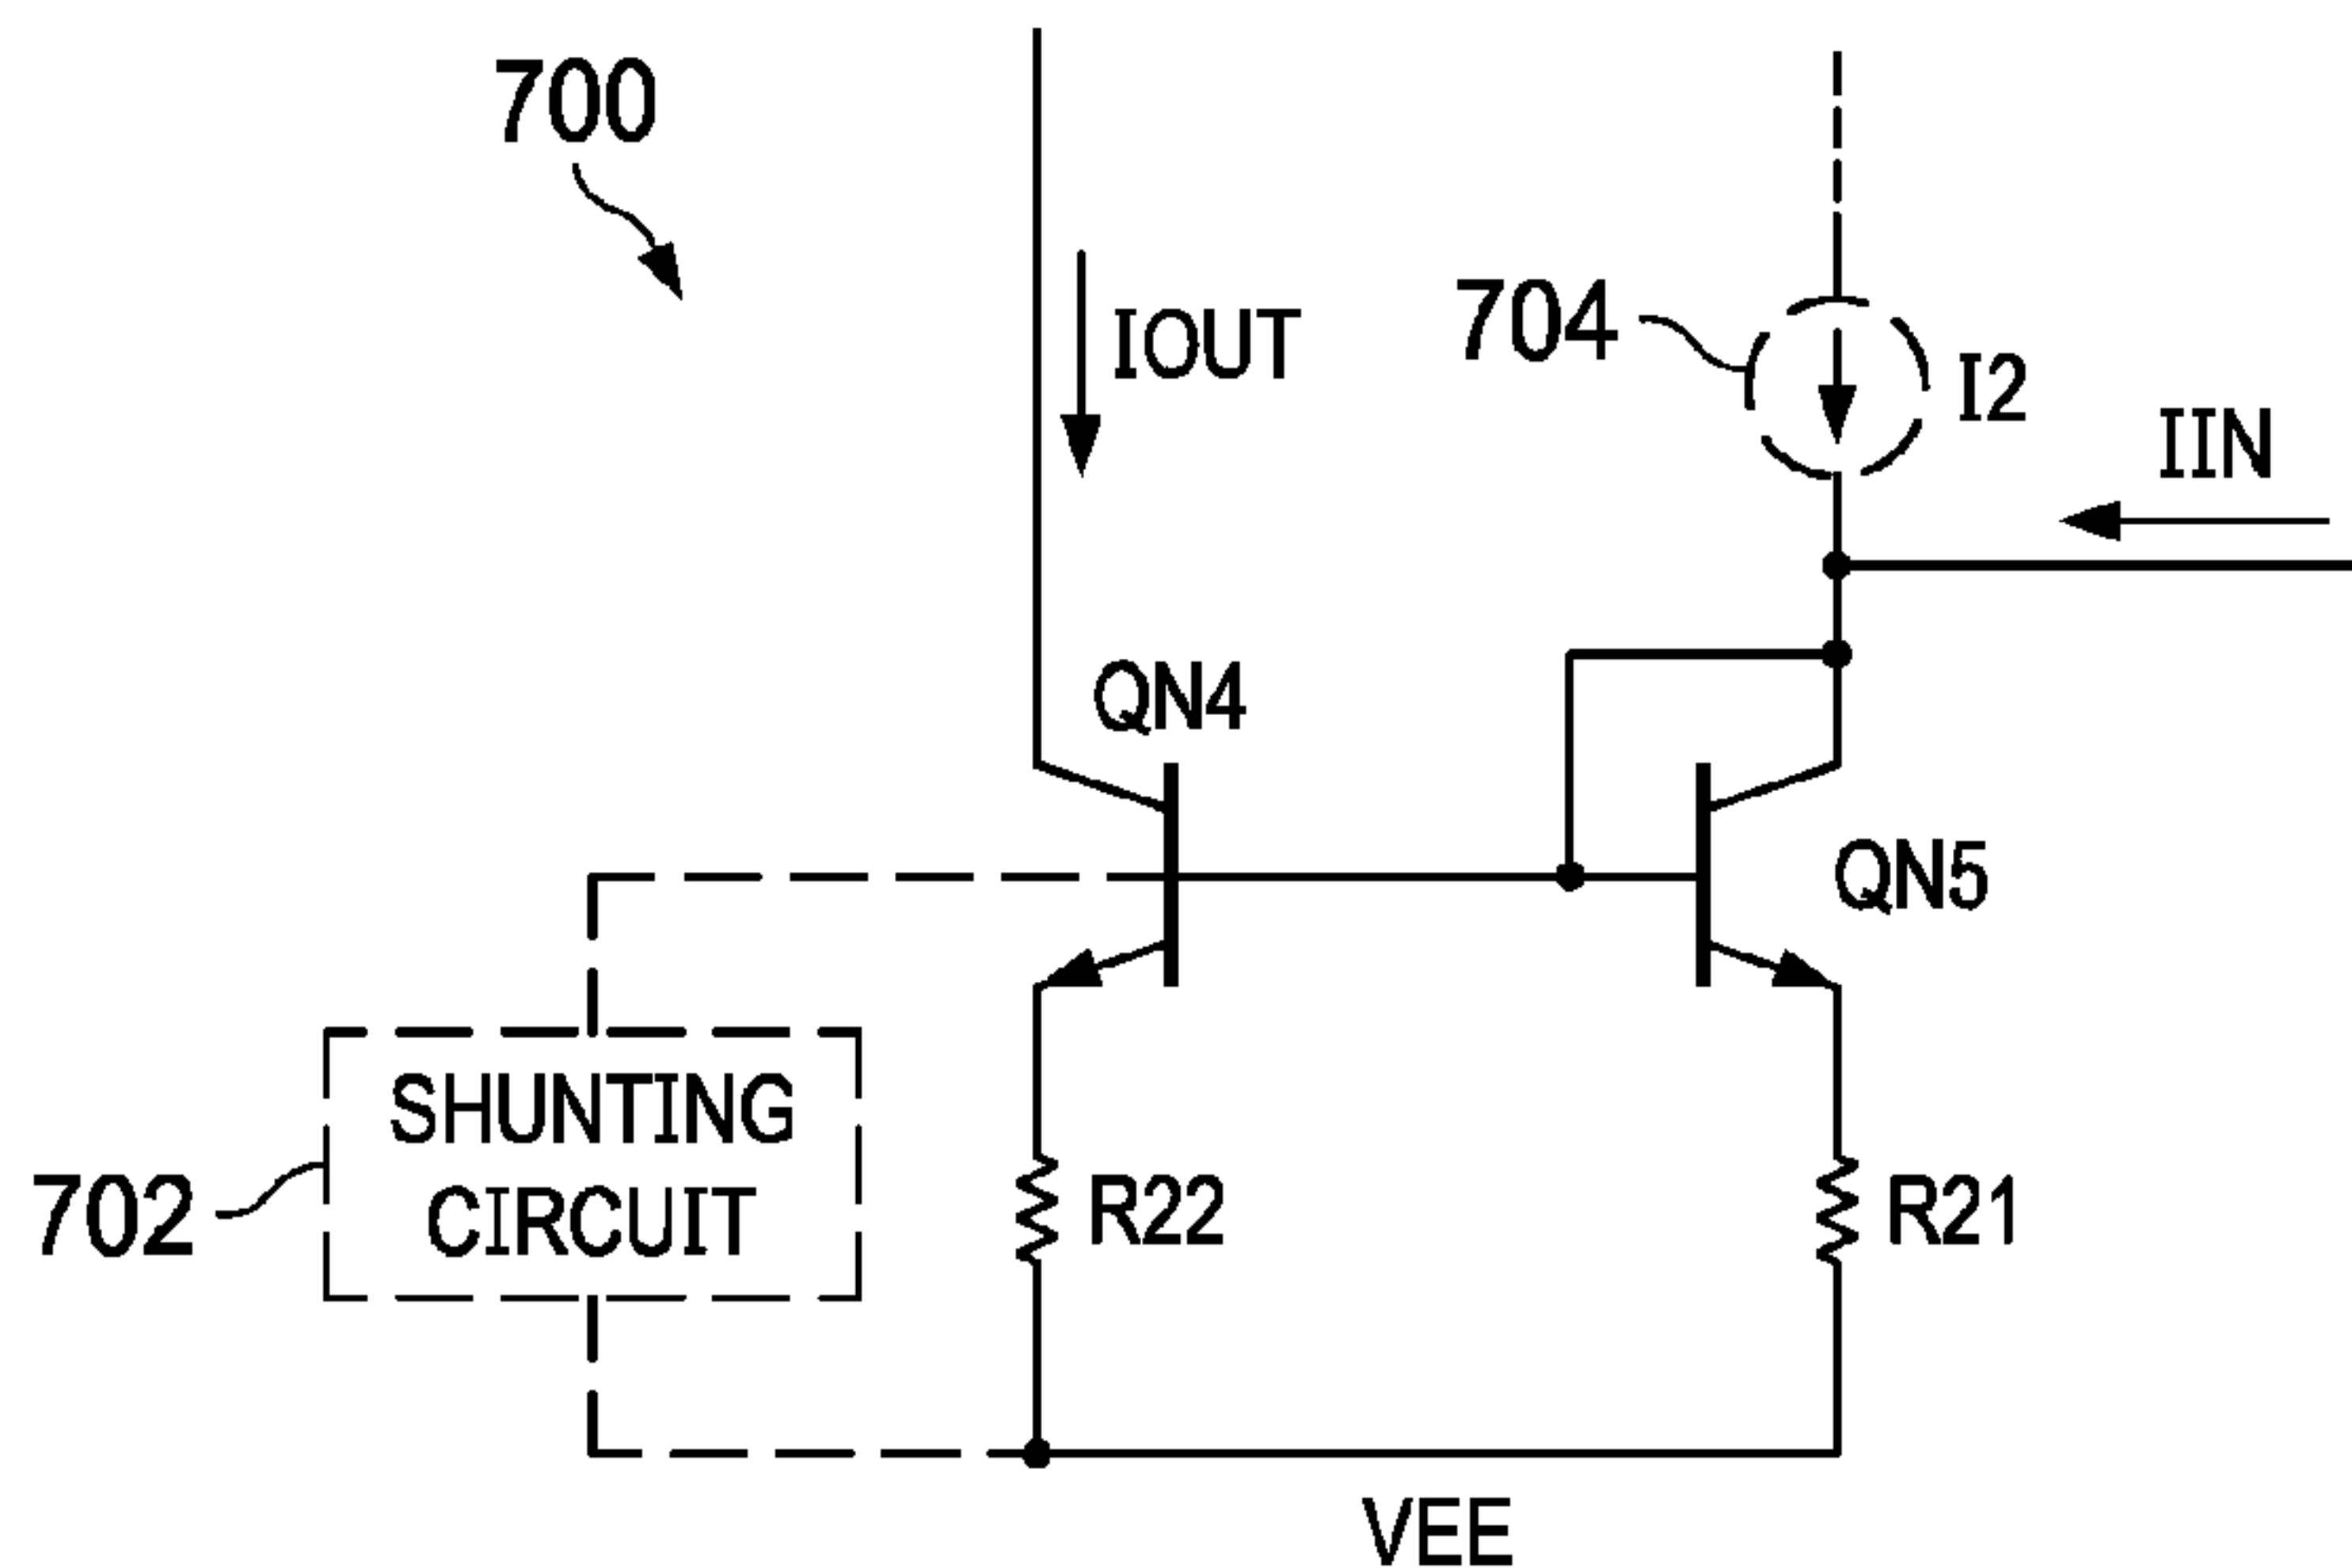 700
IOUT
704
I2
IIN
QN4
QN5
SHUNTING
CIRCUIT
702
R22
R21
VEE